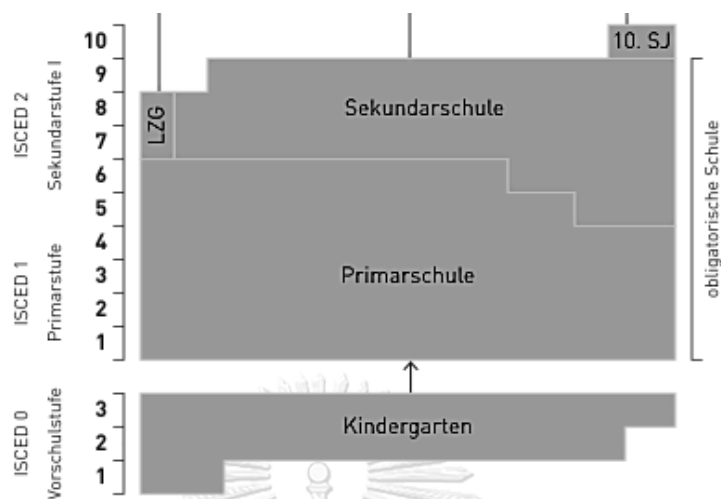 10
10. SJ
9
8
7
6
5
4
3
2
1
ISCED 2
Sekundarstufe I
LZG
Sekundarschule
obligatorische Schule
ISCED 1
Primarstufe
Primarschule
3
2
1
ISCED 0
Vorschulstufe
Kindergarten